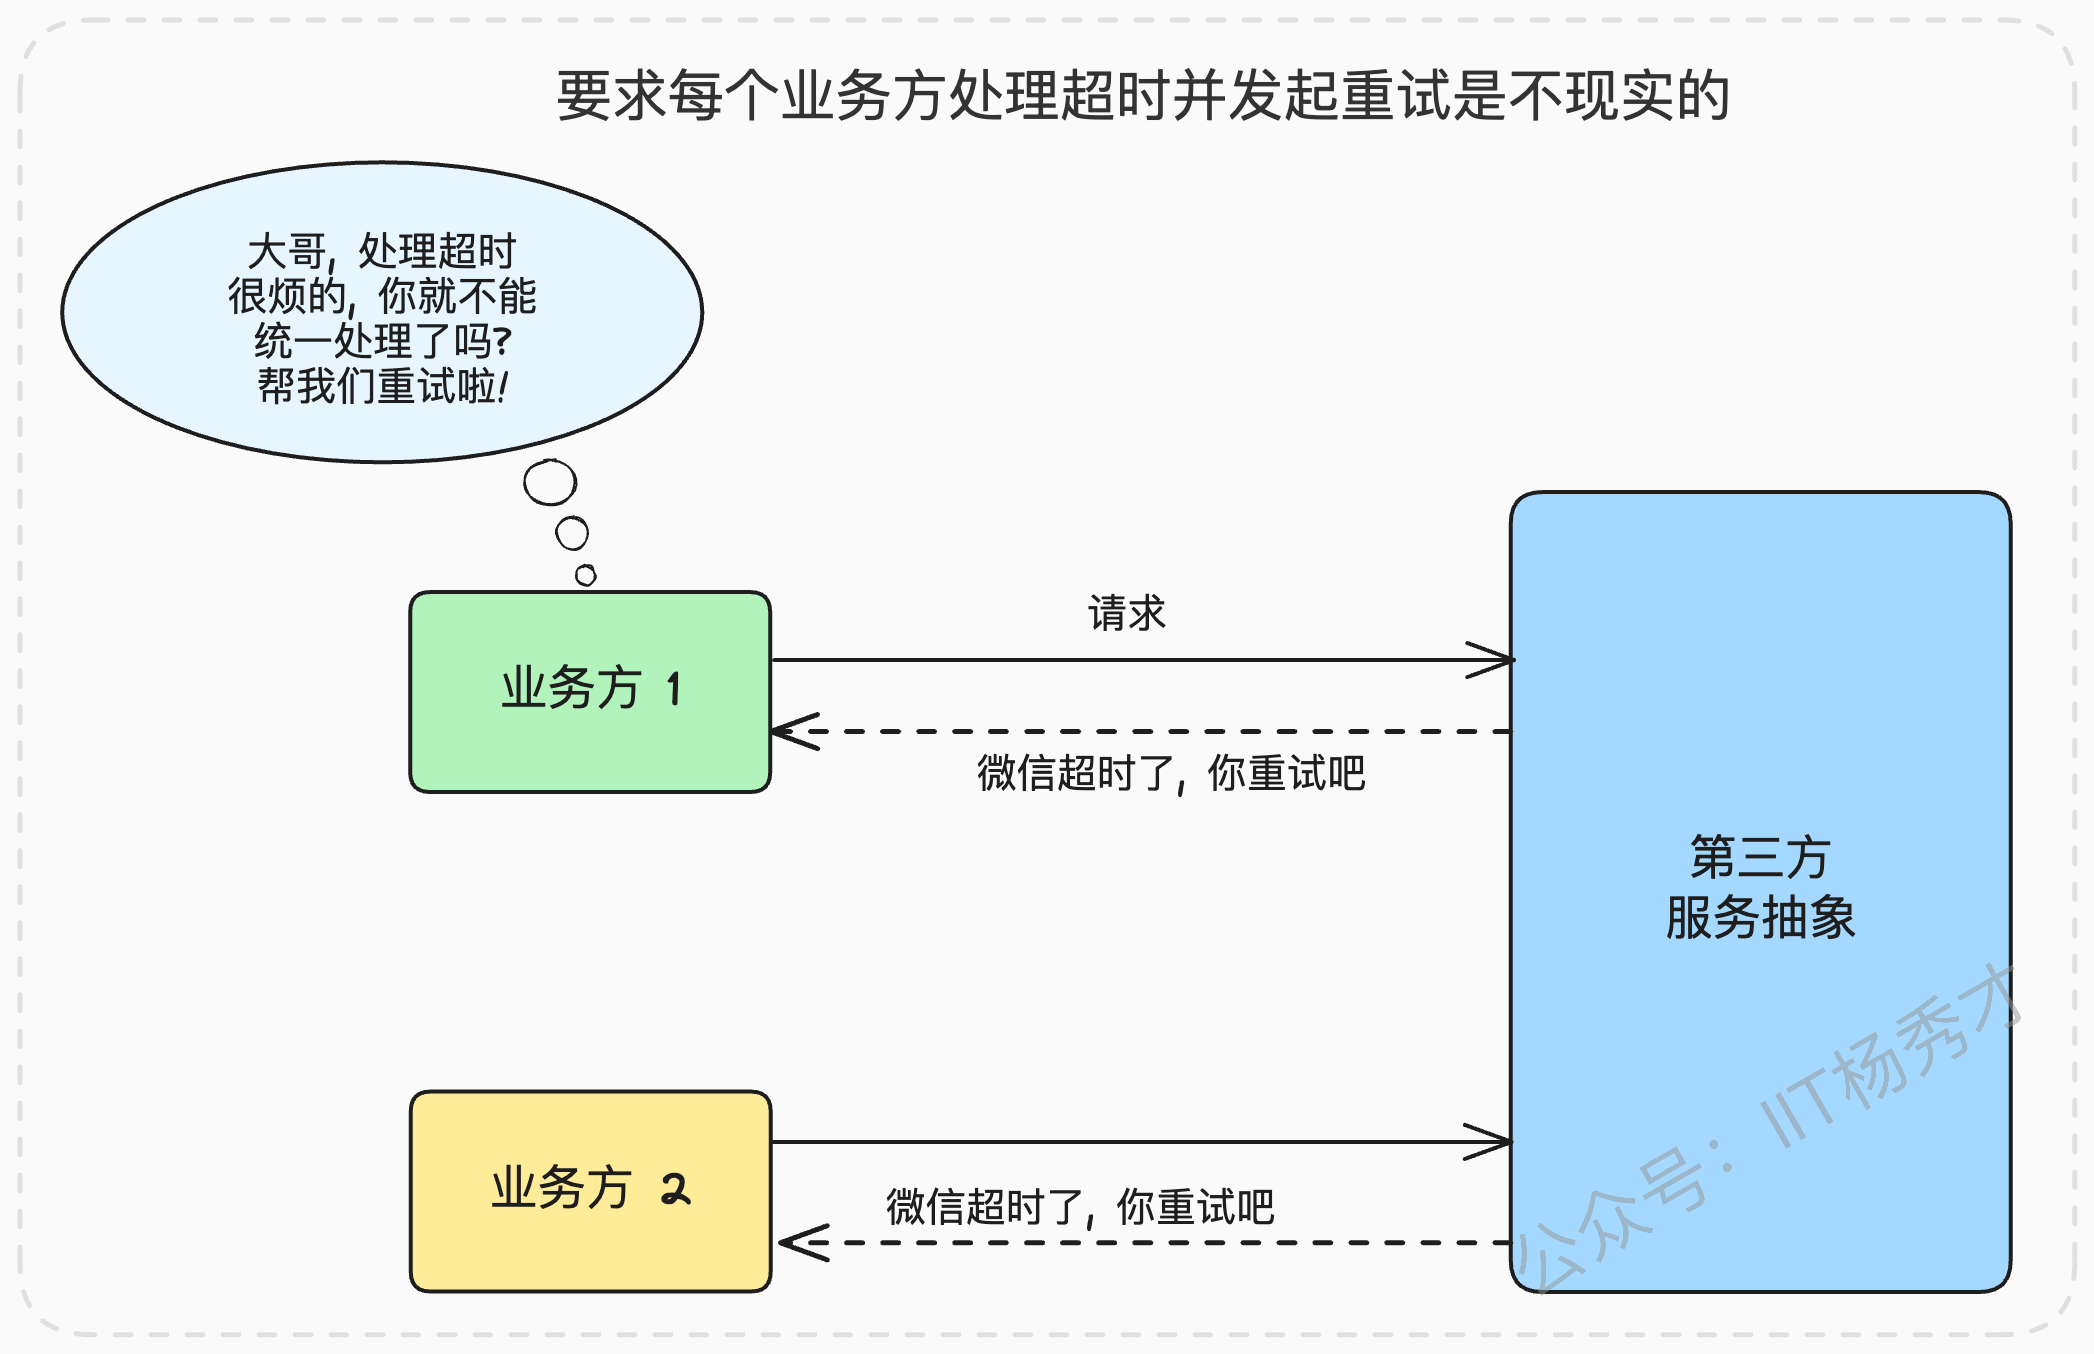 要求每个业务方处理超时并发起重试是不现实的
大哥, 处理超时
很烦的, 你就不能
统一处理了吗?
帮我们重试啦!
业务方 1
请求
微信超时了, 你重试吧
第三方
服务抽象
业务方 2
微信超时了, 你重试吧
公众号：IIT杨秀才